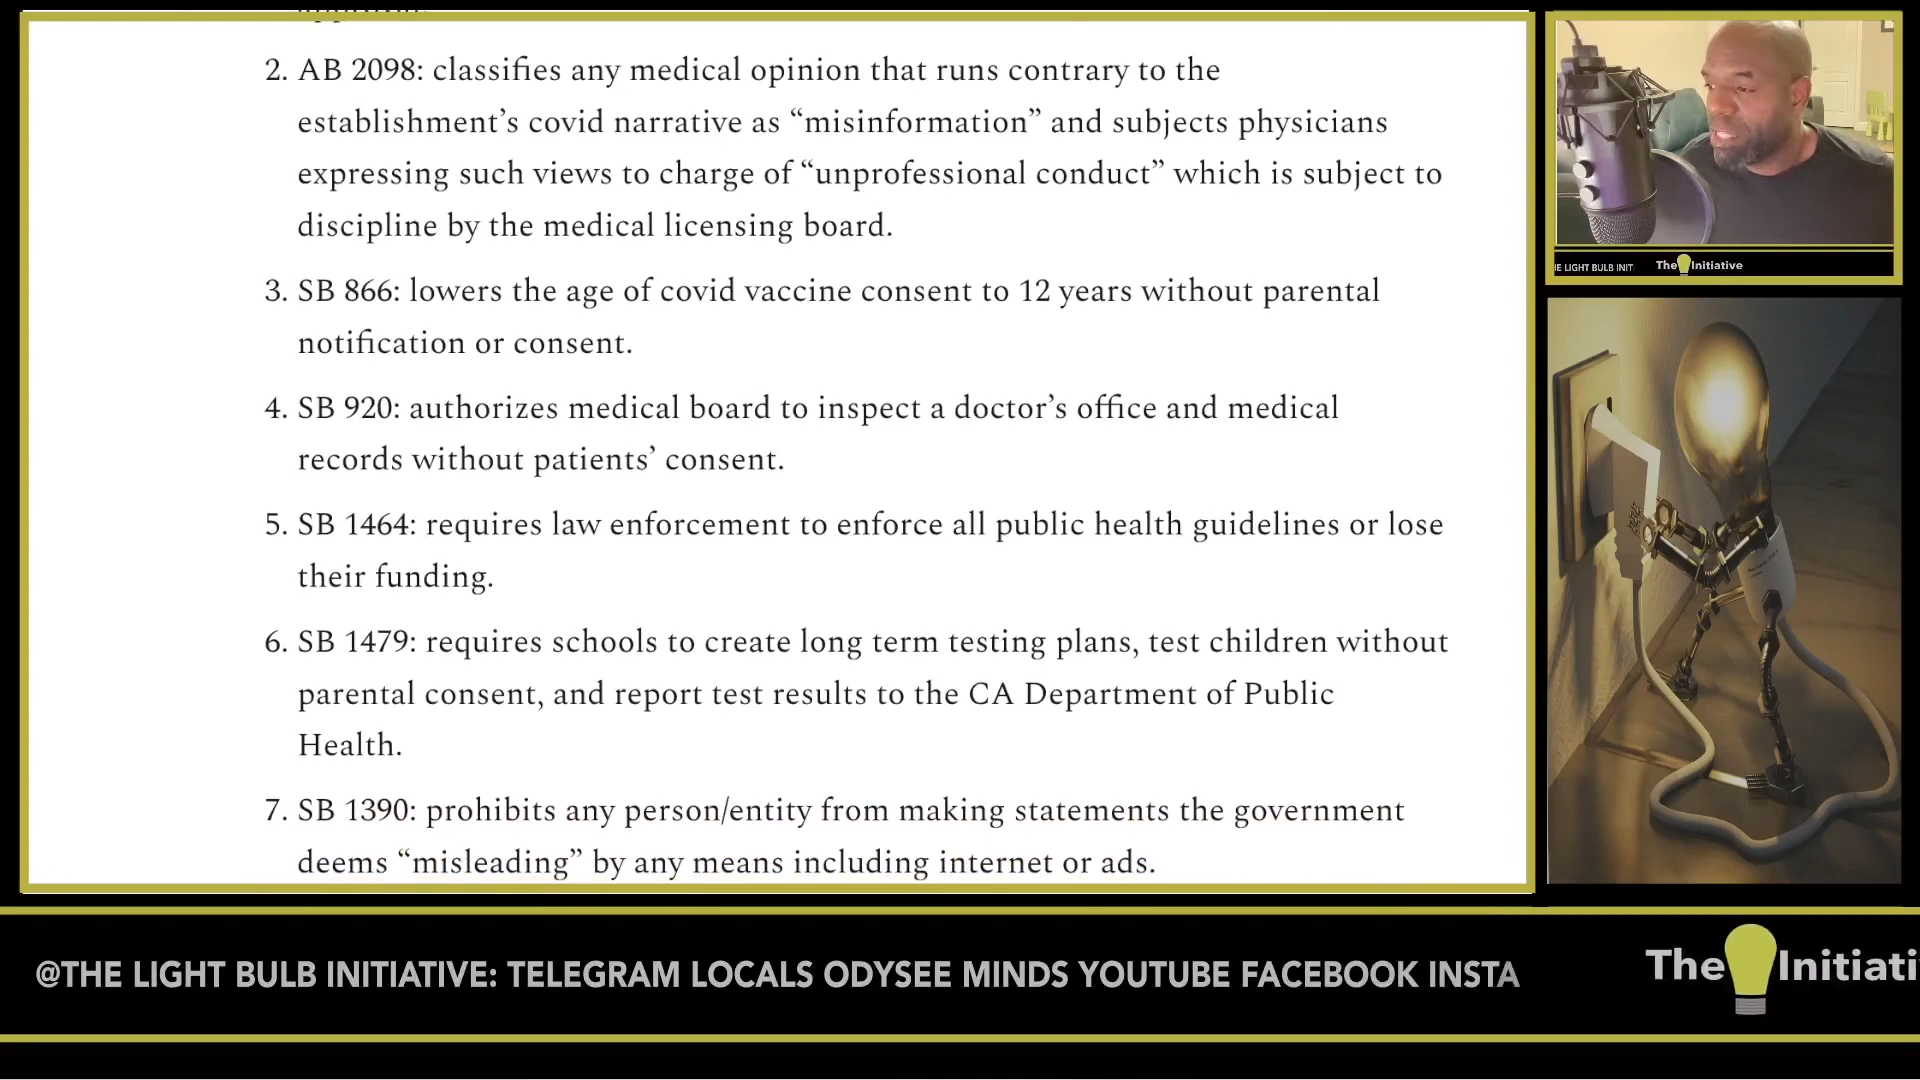 2. AB 2098: classifies any medical opinion that runs contrary to the
establishment’s covid narrative as “misinformation” and subjects physicians
expressing such views to charge of “unprofessional conduct” which is subject to
discipline by the medical licensing board.
3. SB 866: lowers the age of covid vaccine consent to 12 years without parental
notification or consent.
4. SB 920: authorizes medical board to inspect a doctor’s office and medical
records without patients’ consent.
5. SB 1464: requires law enforcement to enforce all public health guidelines or lose
their funding.
6. SB 1479: requires schools to create long term testing plans, test children without
parental consent, and report test results to the CA Department of Public
Health.
7. SB 1390: prohibits any person/entity from making statements the government
deems “misleading” by any means including internet or ads.
E LIGHT BULB INIT The Initiative
@THE LIGHT BULB INITIATIVE: TELEGRAM LOCALS ODYSEE MINDS YOUTUBE FACEBOOK INSTA
The Initiati